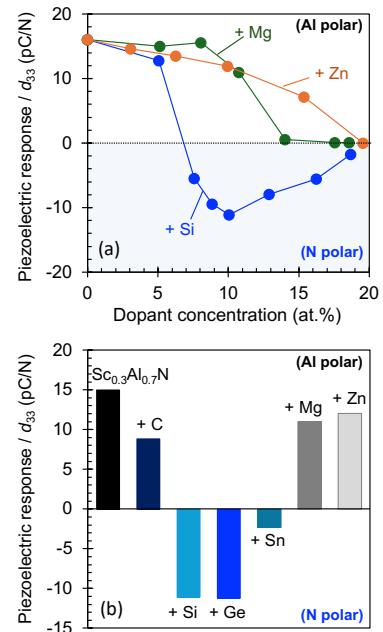 20
(Al polar)
+ Mg
+ Zn
10
0
-10
+ Si
(a)
(N polar)
-20
0
5
10
15
20
Dopant concentration (at.%)
Piezoelectric response / d33 (pC/N)
20
(Al polar)
Sc0.3Al0.7N
15
+ C
+ Mg
+ Zn
10
5
0
+ Sn
-5
-10
+ Si
+ Ge
(b)
(N polar)
-15
Piezoelectric response / d33 (pC/N)